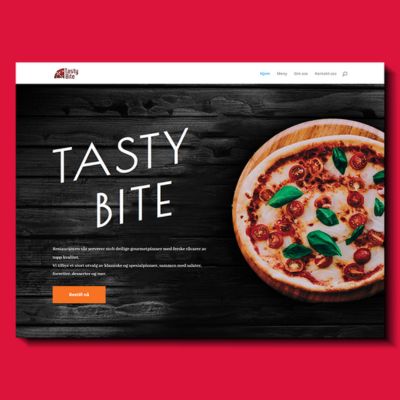 Tasty
Bite
Hjem Meny Om oss Kontakt oss
TASTY
BITE
Restauranten vår serverer nich deilige gourmetpizzaer med ferske råvarer av
topp kvalitet.
Vi tilbyr et stort utvalg av klassiske og spesialpizzaer, sammen med salater,
forretter, desserter og mer.
Bestill nå